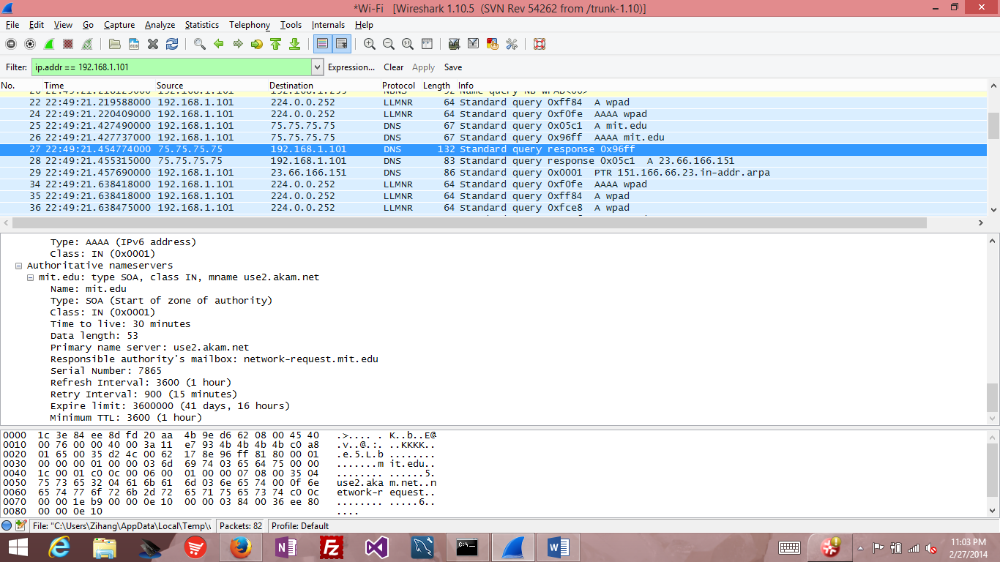 *Wi-Fi [Wireshark 1.10.5 (SVN Rev 54262 from /trunk-1.10)]
File Edit View Go Capture Analyze Statistics Telephony Tools Internals Help
Filter: ip.addr == 192.168.1.101 Expression... Clear Apply Save
No. Time Source Destination Protocol Length Info
22 22:49:21.219588000 192.168.1.101 224.0.0.252 LLMNR 64 Standard query 0xff84 A wpad
24 22:49:21.220409000 192.168.1.101 224.0.0.252 LLMNR 64 Standard query 0xf0fe AAAA wpad
25 22:49:21.427490000 192.168.1.101 75.75.75.75 DNS 67 Standard query 0x05c1 A mit.edu
26 22:49:21.427737000 192.168.1.101 75.75.75.75 DNS 67 Standard query 0x96ff AAAA mit.edu
27 22:49:21.454774000 75.75.75.75 192.168.1.101 DNS 132 Standard query response 0x96ff
28 22:49:21.455315000 75.75.75.75 192.168.1.101 DNS 83 Standard query response 0x05c1 A 23.66.166.151
29 22:49:21.457690000 192.168.1.101 23.66.166.151 DNS 86 Standard query 0x0001 PTR 151.166.66.23.in-addr.arpa
34 22:49:21.638418000 192.168.1.101 224.0.0.252 LLMNR 64 Standard query 0xf0fe AAAA wpad
35 22:49:21.638418000 192.168.1.101 224.0.0.252 LLMNR 64 Standard query 0xff84 A wpad
36 22:49:21.638475000 192.168.1.101 224.0.0.252 LLMNR 64 Standard query 0xfce8 A wpad
Type: AAAA (IPv6 address)
Class: IN (0x0001)
Authoritative nameservers
mit.edu: type SOA, class IN, mname use2.akam.net
Name: mit.edu
Type: SOA (Start of zone of authority)
Class: IN (0x0001)
Time to live: 30 minutes
Data length: 53
Primary name server: use2.akam.net
Responsible authority's mailbox: network-request.mit.edu
Serial Number: 7865
Refresh Interval: 3600 (1 hour)
Retry Interval: 900 (15 minutes)
Expire limit: 3600000 (41 days, 16 hours)
Minimum TTL: 3600 (1 hour)
0000 1c 3e 84 ee 8d fd 20 aa 4b 9e d6 62 08 00 45 40 .>.... . K..b..E@
0010 00 76 00 00 40 00 3a 11 e7 93 4b 4b 4b 4b c0 a8 .v..@.:. ..KKKK..
0020 01 65 00 35 d2 4c 00 62 17 8e 96 ff 81 80 00 01 .e.5.L.b ........
0030 00 00 00 01 00 00 03 6d 69 74 03 65 64 75 00 00 .......m it.edu..
0040 1c 00 01 c0 0c 00 06 00 01 00 00 07 08 00 35 04 ........ ......5.
0050 75 73 65 32 04 61 6b 61 6d 03 6e 65 74 00 0f 6e use2.aka m.net..n
0060 65 74 77 6f 72 6b 2d 72 65 71 75 65 73 74 c0 0c etwork-r equest..
0070 00 00 1e b9 00 00 0e 10 00 00 03 84 00 36 ee 80 ........ .....6..
0080 00 00 0e 10 ....
File: "C:\Users\Zihang\AppData\Local\Temp\ Packets: 82 Profile: Default
11:03 PM
2/27/2014